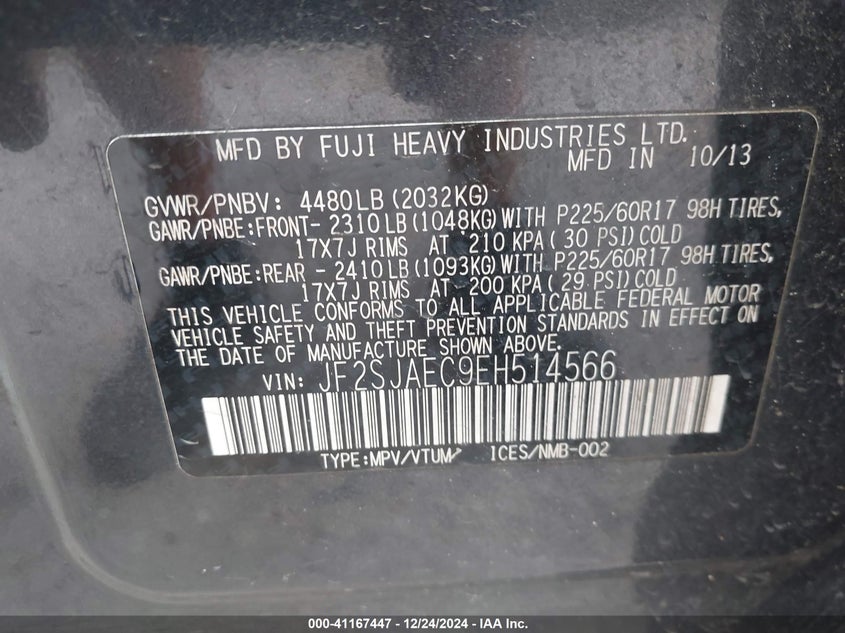 MFD BY FUJI HEAVY INDUSTRIES LTD.
MFD IN 10/13
GVWR/PNBV: 4480LB (2032KG)
GAWR/PNBE:FRONT- 2310 LB (1048KG) WITH P225/60R17 98H TIRES,
17X7J RIMS AT 210 KPA ( 30 PSI) COLD
GAWR/PNBE:REAR - 2410 LB (1093KG) WITH P225/60R17 98H TIRES,
17X7J RIMS AT 200 KPA ( 29 PSI) COLD
THIS VEHICLE CONFORMS TO ALL APPLICABLE FEDERAL MOTOR
VEHICLE SAFETY AND THEFT PREVENTION STANDARDS IN EFFECT ON
THE DATE OF MANUFACTURE SHOWN ABOVE.
VIN: JF2SJAEC9EH514566
TYPE:MPV/VTUM ICES/NMB-002
000-41167447 - 12/24/2024 - IAA Inc.